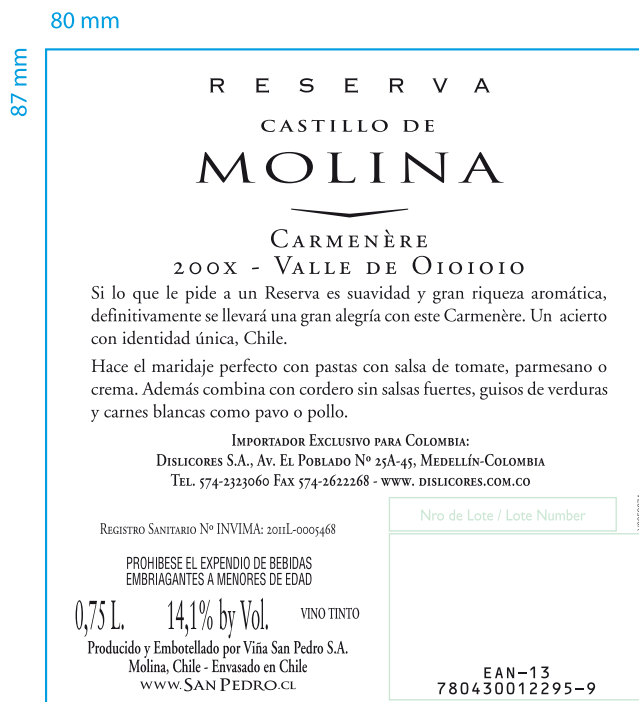 80 mm
87 mm
RESERVA
CASTILLO DE
MOLINA
CARMENÈRE
200X - VALLE DE OIOIOIO
Si lo que le pide a un Reserva es suavidad y gran riqueza aromática,
definitivamente se llevará una gran alegría con este Carmenère. Un acierto
con identidad única, Chile.
Hace el maridaje perfecto con pastas con salsa de tomate, parmesano o
crema. Además combina con cordero sin salsas fuertes, guisos de verduras
y carnes blancas como pavo o pollo.
IMPORTADOR EXCLUSIVO PARA COLOMBIA:
DISLICORES S.A., AV. EL POBLADO Nº 25A-45, MEDELLÍN-COLOMBIA
TEL. 574-2323060 FAX 574-2622268 - WWW. DISLICORES.COM.CO
Nro de Lote / Lote Number
REGISTRO SANITARIO Nº INVIMA: 2011L-0005468
PROHIBESE EL EXPENDIO DE BEBIDAS
EMBRIAGANTES A MENORES DE EDAD
0,75 L. 14,1% by Vol. VINO TINTO
Producido y Embotellado por Viña San Pedro S.A.
Molina, Chile - Envasado en Chile
WWW.SANPEDRO.CL
EAN-13
780430012295-9